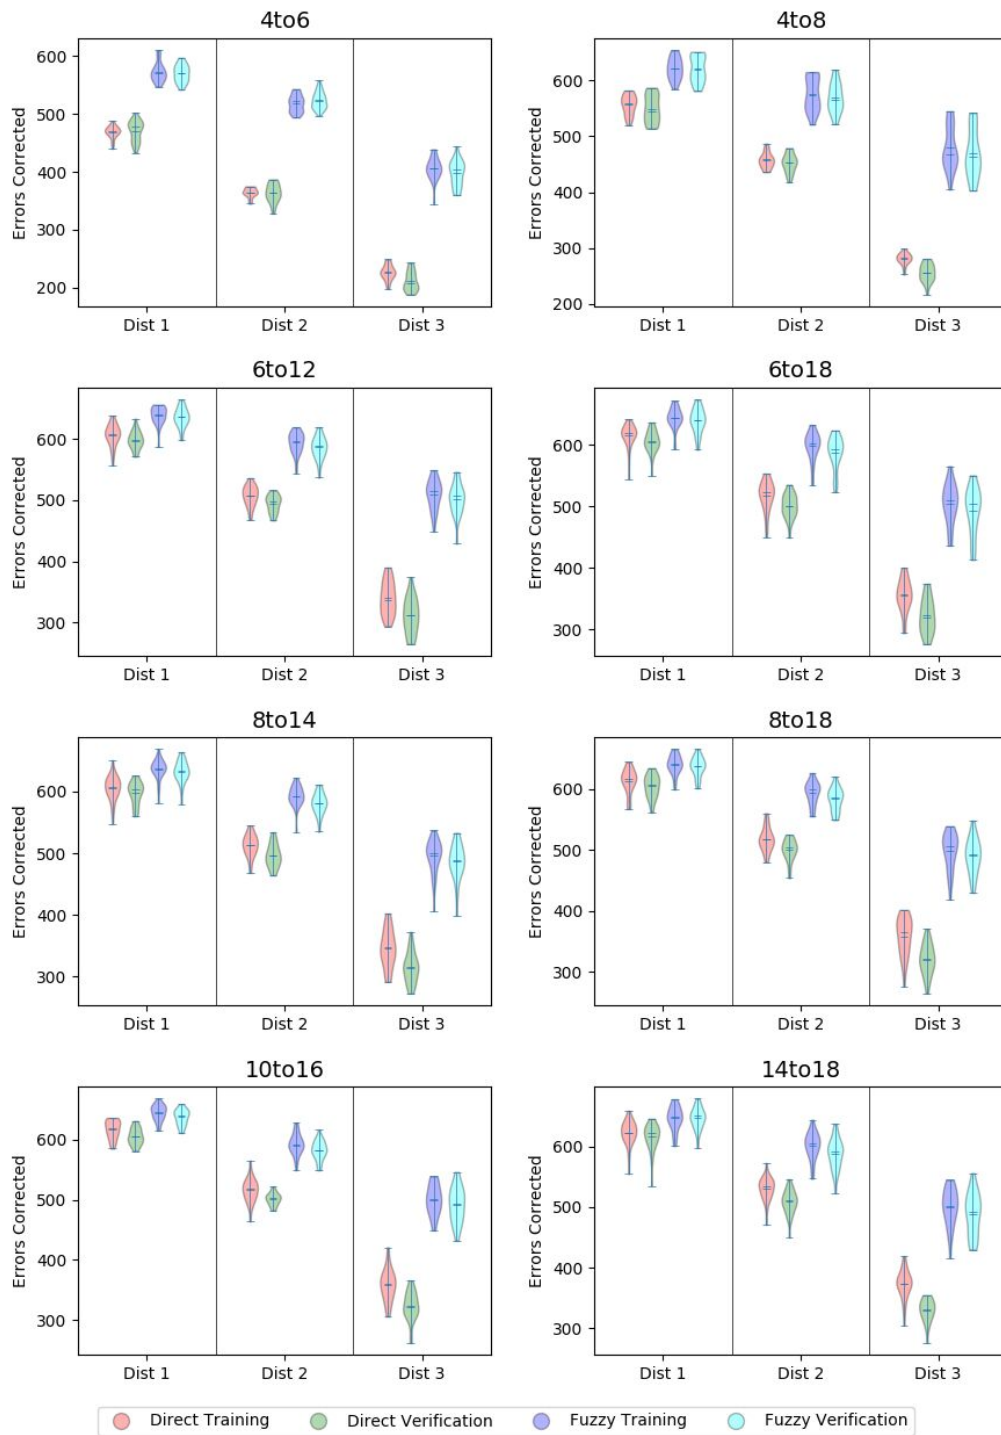 4to6
4to8
600
500
400
300
200
Errors Corrected
Dist 1
Dist 2
Dist 3
600
500
400
300
200
Errors Corrected
Dist 1
Dist 2
Dist 3
6to12
6to18
600
500
400
300
Errors Corrected
Dist 1
Dist 2
Dist 3
600
500
400
300
Errors Corrected
Dist 1
Dist 2
Dist 3
8to14
8to18
600
500
400
300
Errors Corrected
Dist 1
Dist 2
Dist 3
600
500
400
300
Errors Corrected
Dist 1
Dist 2
Dist 3
10to16
14to18
600
500
400
300
Errors Corrected
Dist 1
Dist 2
Dist 3
600
500
400
300
Errors Corrected
Dist 1
Dist 2
Dist 3
Direct Training
Direct Verification
Fuzzy Training
Fuzzy Verification